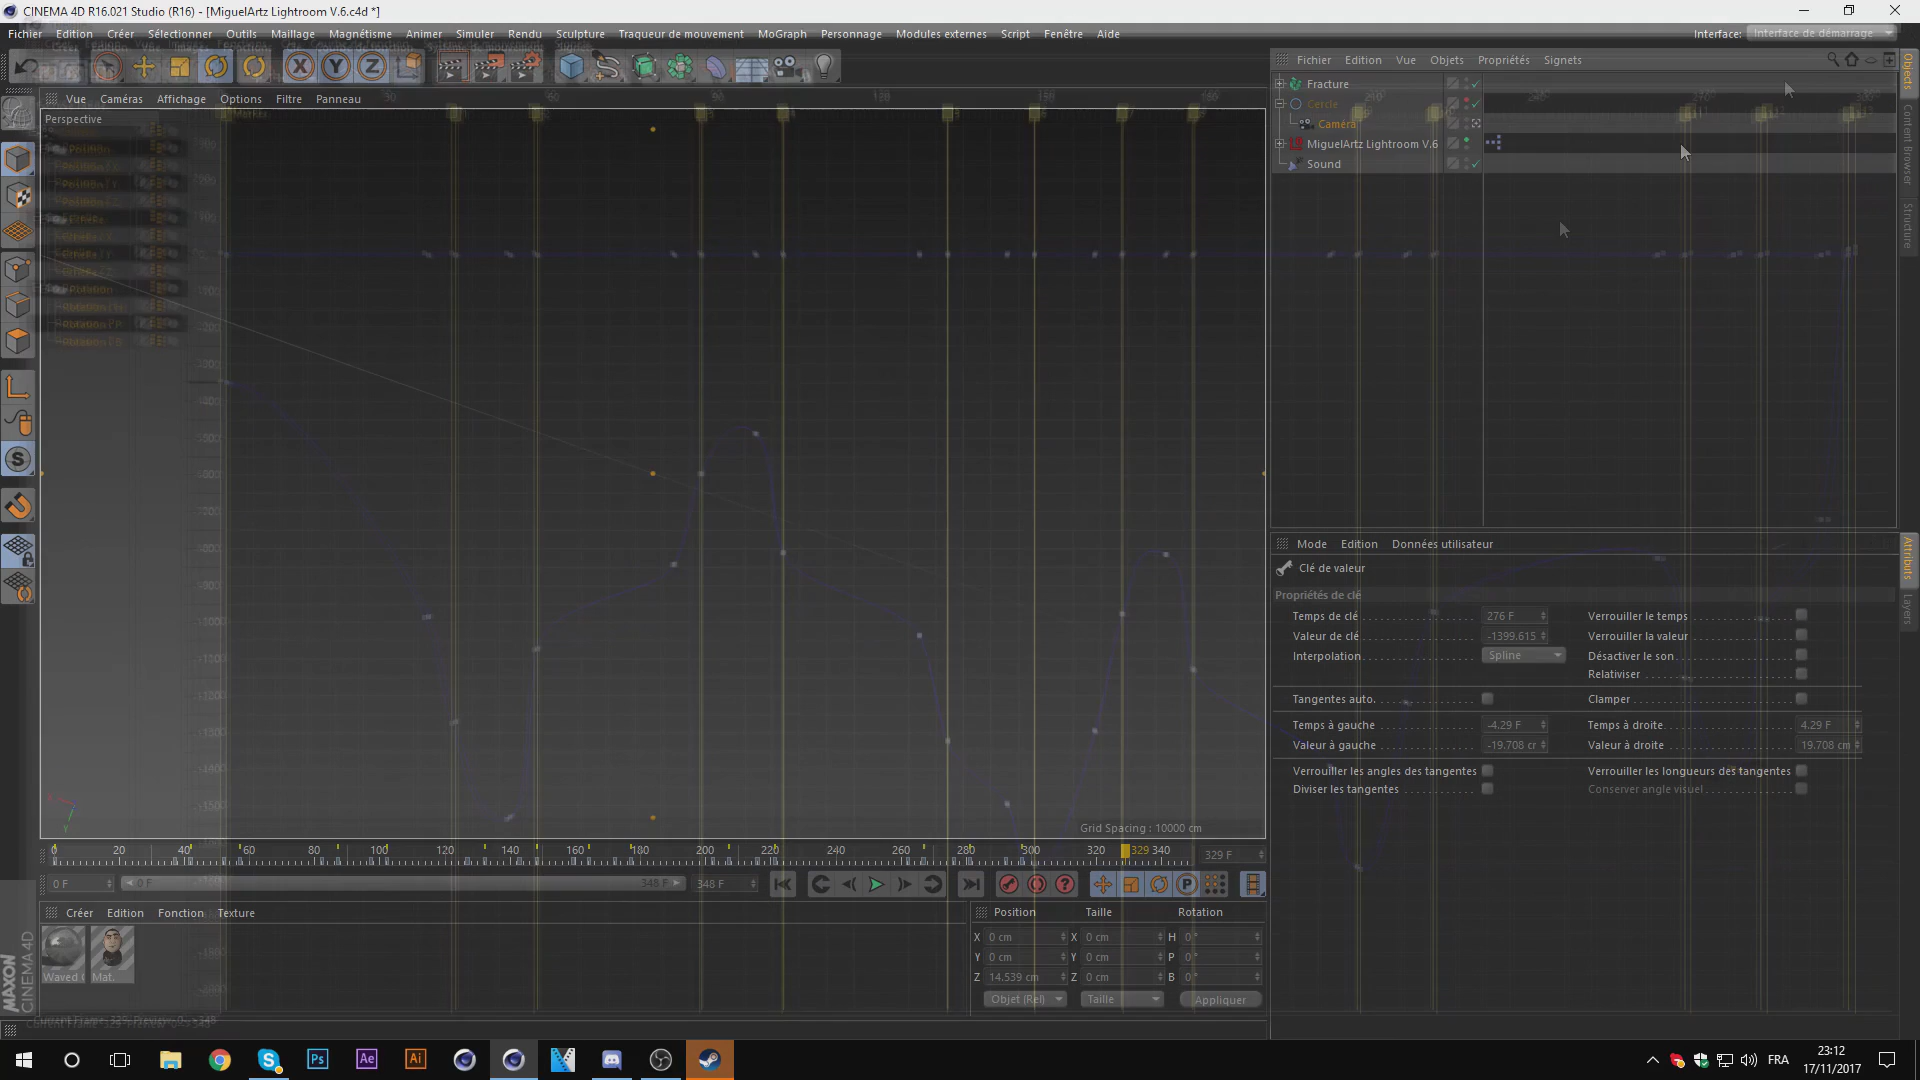 CINEMA 4D R16.021 Studio (R16) - [MiguelArtz Lightroom V.6.c4d *]
Fichier Edition Créer Sélectionner Outils Maillage Magnétisme Animer Simuler Rendu Sculpture Traqueur de mouvement MoGraph Personnage Modules externes Script Fenêtre Aide
Interface: Interface de démarrage
Fichier Edition Vue Objets Propriétés Signets
Vue Caméras Affichage Options Filtre Panneau
Perspective
Fracture
Cercle
Caméra
MiguelArtz Lightroom V.6
Sound
Objects
Content Browser
Structure
Mode Edition Données utilisateur
Clé de valeur
Propriétés de clé
Temps de clé 276 F Verrouiller le temps
Valeur de clé -1399.615 Verrouiller la valeur
Interpolation Spline Désactiver le son
Relativiser
Tangentes auto. Clamper
Temps à gauche -4.29 F Temps à droite 4.29 F
Valeur à gauche -19.708 cr Valeur à droite 19.708 cm
Verrouiller les angles des tangentes Verrouiller les longueurs des tangentes
Diviser les tangentes Conserver angle visuel
Attributs
Layers
Grid Spacing : 10000 cm
0 20 40 60 80 100 120 140 160 180 200 220 240 260 280 300 320 329 340
329 F
0 F 0 F 348 F 348 F
Créer Edition Fonction Texture
Waved
Mat.
Position Taille Rotation
X 0 cm X 0 cm H 0 °
Y 0 cm Y 0 cm P 0 °
Z 14.539 cm Z 0 cm B 0 °
Objet (Rel) Taille Appliquer
MAXON
CINEMA 4D
FRA
23:12
17/11/2017